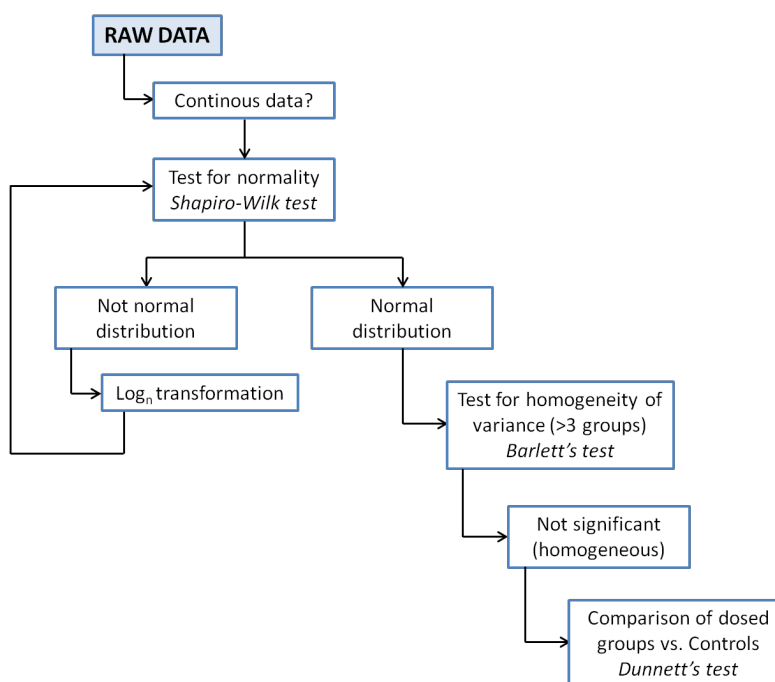 RAW DATA
Continous data?
Test for normality
Shapiro-Wilk test
Not normal
distribution
Normal
distribution
Logn transformation
Test for homogeneity of
variance (>3 groups)
Barlett’s test
Not significant
(homogeneous)
Comparison of dosed
groups vs. Controls
Dunnett’s test